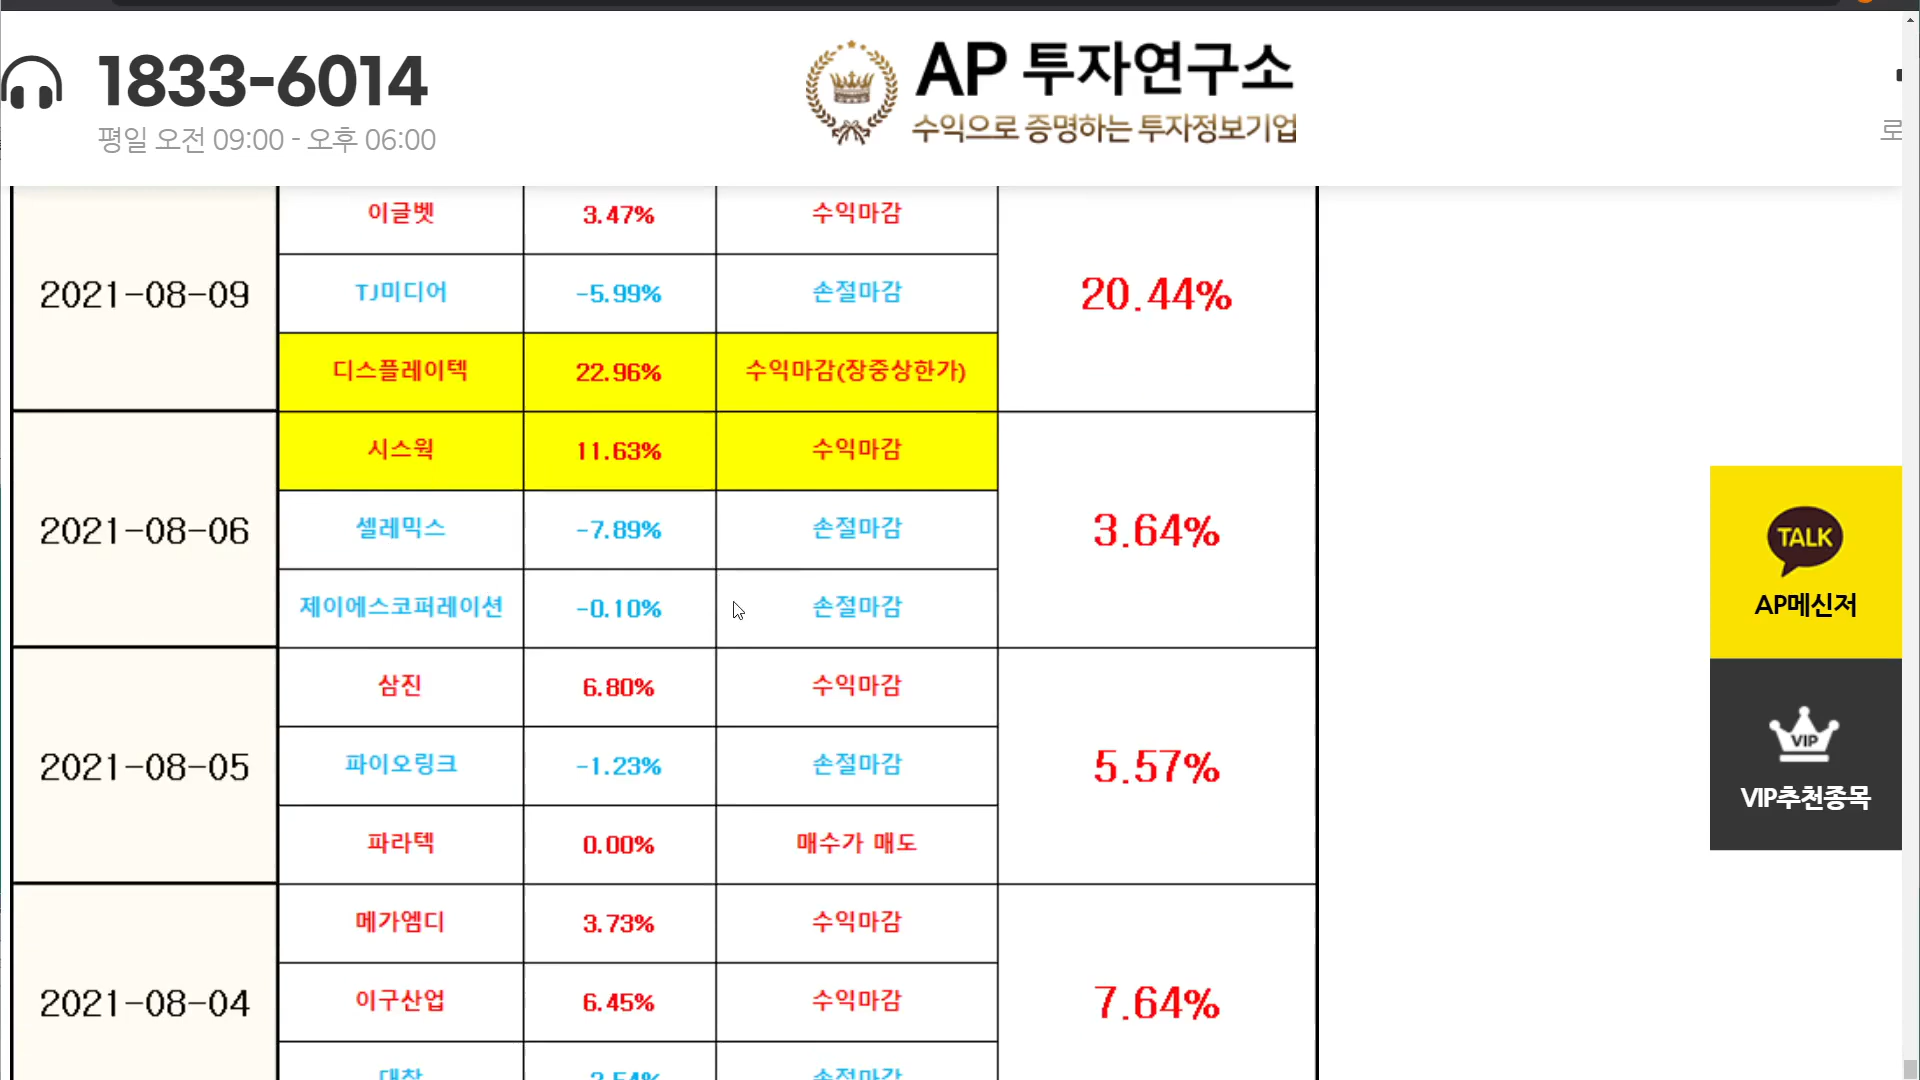 1833-6014
평일 오전 09:00 - 오후 06:00
AP 투자연구소
수익으로 증명하는 투자정보기업
로
이글벳 3.47% 수익마감
2021-08-09 TJ미디어 -5.99% 손절마감 20.44%
디스플레이텍 22.96% 수익마감(장중상한가)
시스웍 11.63% 수익마감
2021-08-06 셀레믹스 -7.89% 손절마감 3.64%
제이에스코퍼레이션 -0.10% 손절마감
삼진 6.80% 수익마감
2021-08-05 파이오링크 -1.23% 손절마감 5.57%
파라텍 0.00% 매수가 매도
메가엠디 3.73% 수익마감
2021-08-04 이구산업 6.45% 수익마감 7.64%
대창 손절마감
TALK
AP메신저
VIP
VIP추천종목